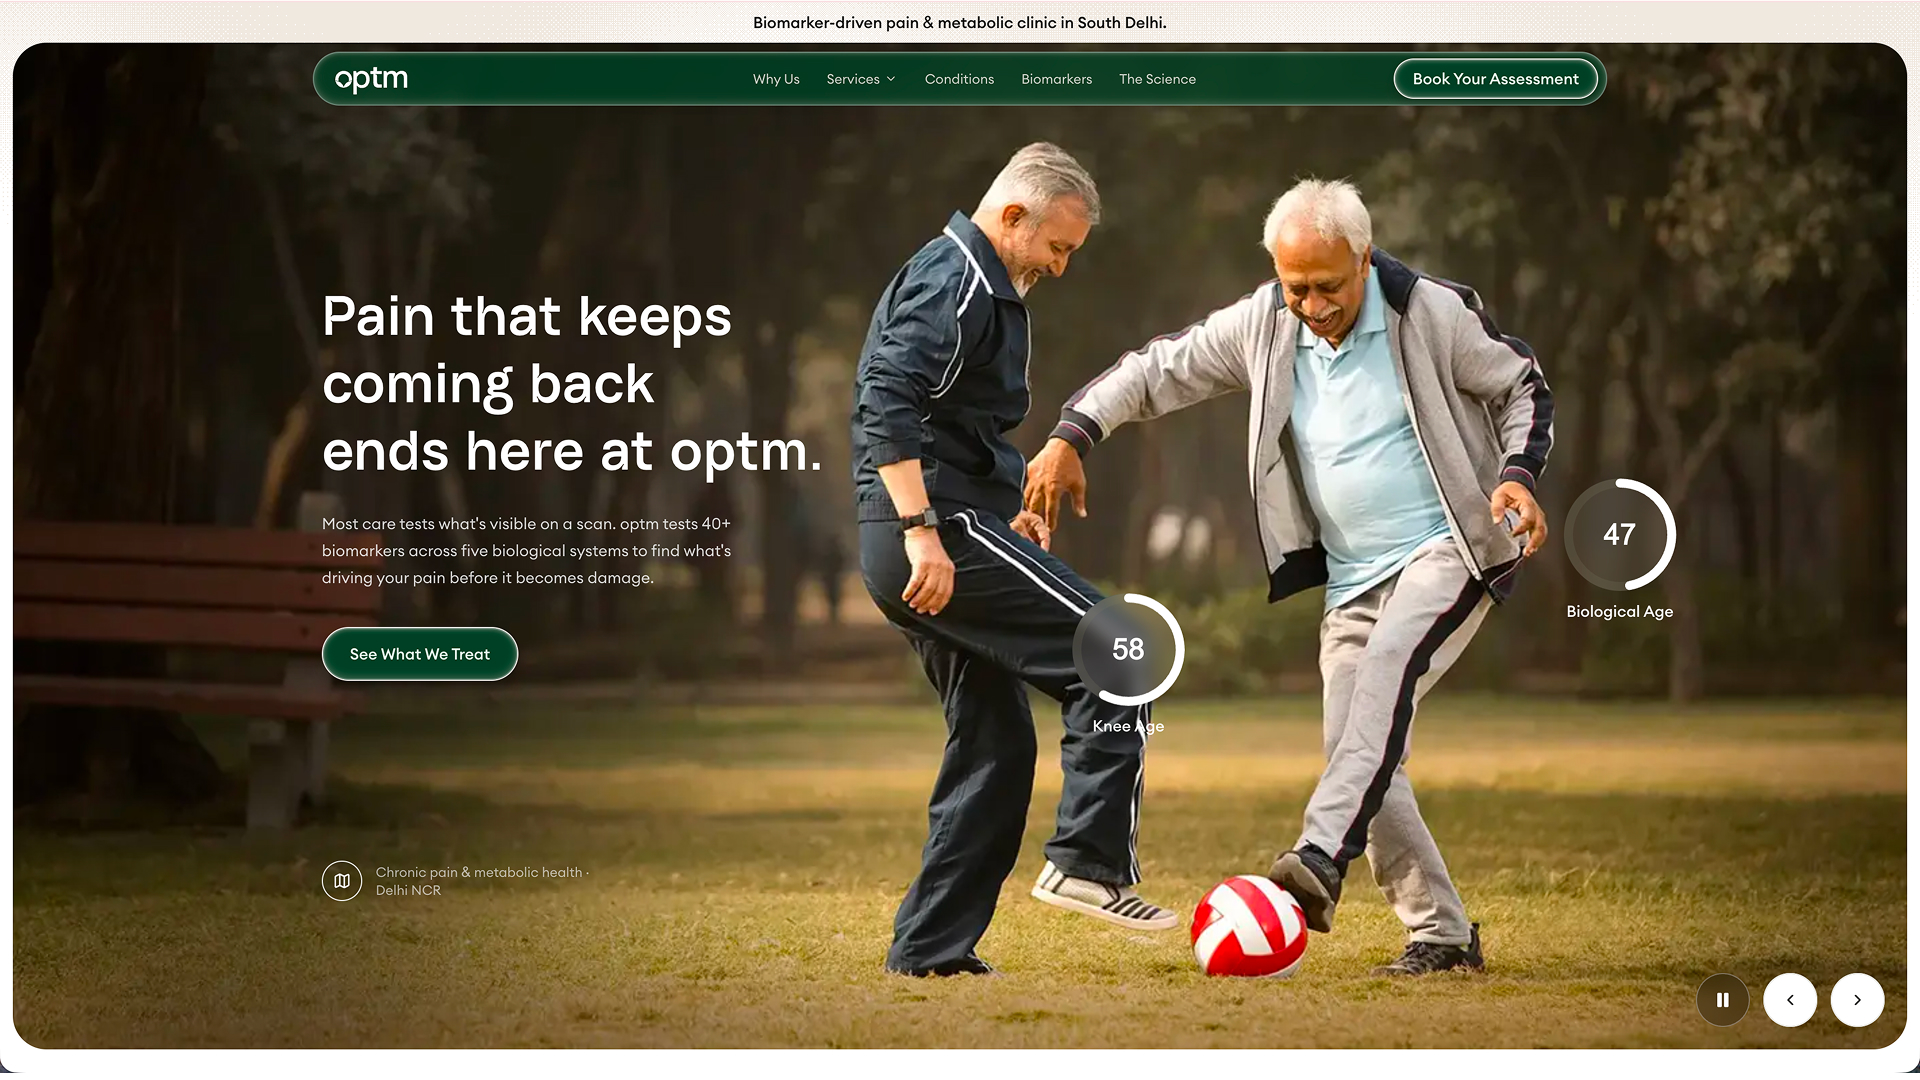 Biomarker-driven pain & metabolic clinic in South Delhi.
optm
Why Us
Services
Conditions
Biomarkers
The Science
Book Your Assessment
Pain that keeps
coming back
ends here at optm.
Most care tests what's visible on a scan. optm tests 40+
biomarkers across five biological systems to find what's
driving your pain before it becomes damage.
See What We Treat
47
Biological Age
58
Knee Age
Chronic pain & metabolic health ·
Delhi NCR